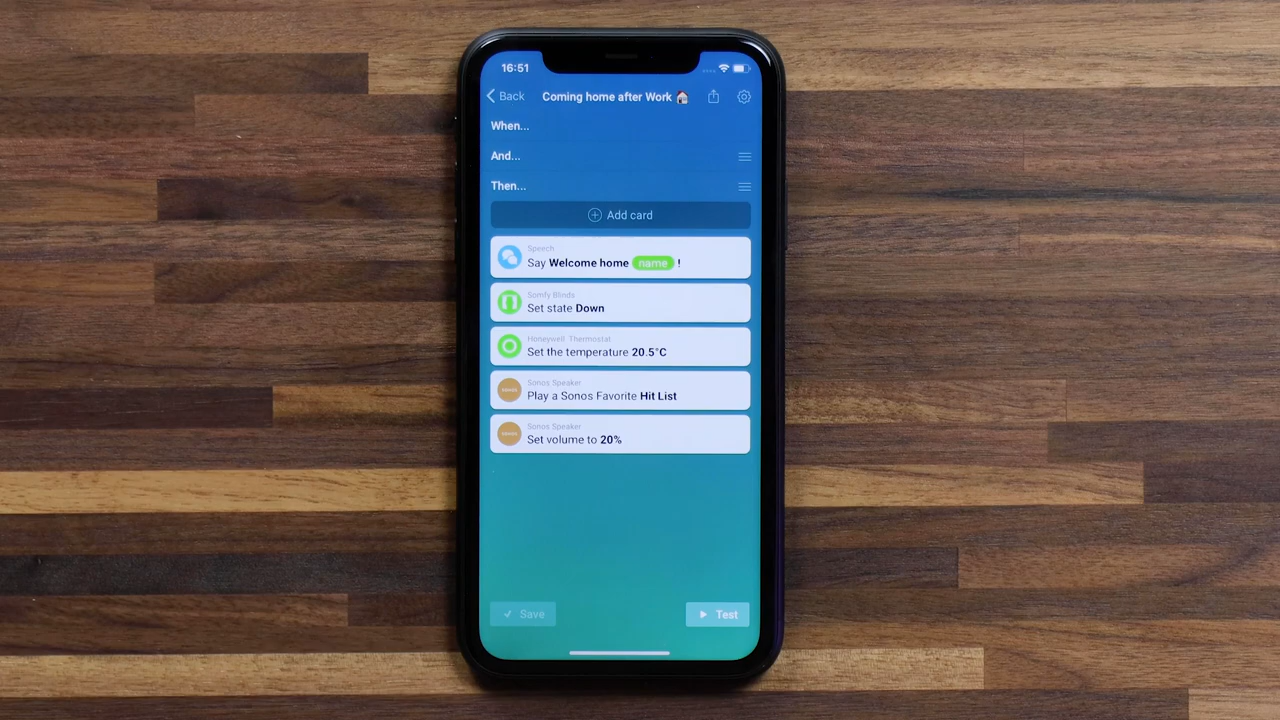 16:51
Back
Coming home after Work 🏠
When...
And...
Then...
Add card
Speech
Say Welcome home name !
Somfy Blinds
Set state Down
Honeywell Thermostat
Set the temperature 20.5°C
SONOS
Sonos Speaker
Play a Sonos Favorite Hit List
SONOS
Sonos Speaker
Set volume to 20%
Save
Test